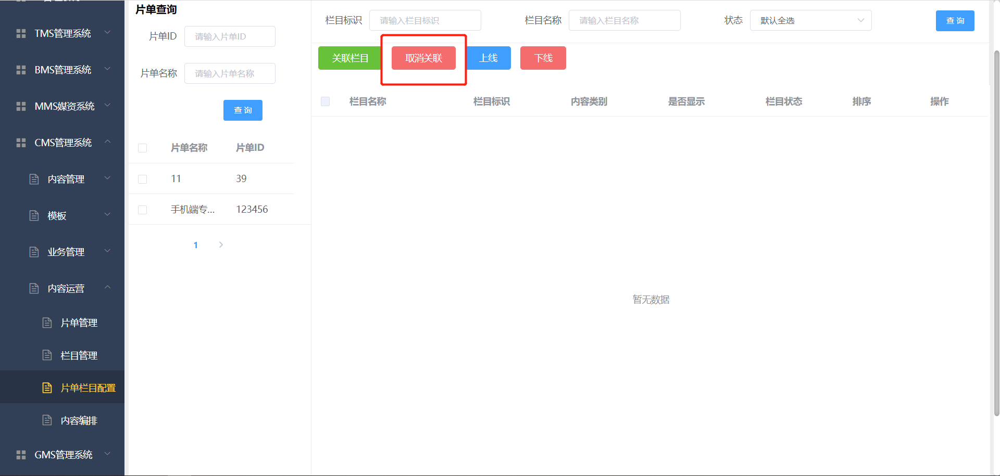 TMS管理系统
BMS管理系统
MMS媒资系统
CMS管理系统
内容管理
模板
业务管理
内容运营
片单管理
栏目管理
片单栏目配置
内容编排
GMS管理系统
片单查询
片单ID 请输入片单ID
片单名称 请输入片单名称
查 询
片单名称 片单ID
11 39
手机端专... 123456
1
栏目标识 请输入栏目标识 栏目名称 请输入栏目名称 状态 默认全选 查 询
关联栏目 取消关联 上线 下线
栏目名称 栏目标识 内容类别 是否显示 栏目状态 排序 操作
暂无数据